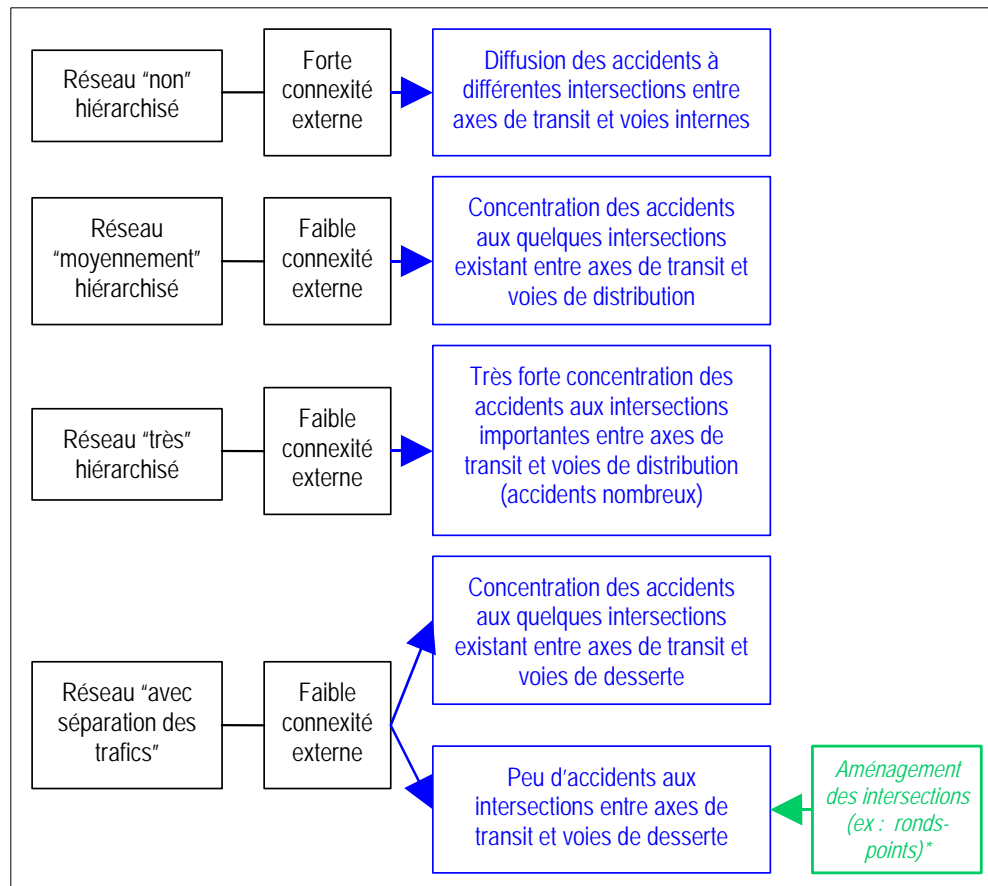 Réseau “non”
hiérarchisé
Forte
connexité
externe
Diffusion des accidents à
différentes intersections entre
axes de transit et voies internes
Réseau
“moyennement”
hiérarchisé
Faible
connexité
externe
Concentration des accidents
aux quelques intersections
existant entre axes de transit et
voies de distribution
Réseau “très”
hiérarchisé
Faible
connexité
externe
Très forte concentration des
accidents aux intersections
importantes entre axes de
transit et voies de distribution
(accidents nombreux)
Réseau “avec
séparation des
trafics”
Faible
connexité
externe
Concentration des accidents
aux quelques intersections
existant entre axes de transit et
voies de desserte
Peu d'accidents aux
intersections entre axes de
transit et voies de desserte
Aménagement
des intersections
(ex : ronds-
points)*